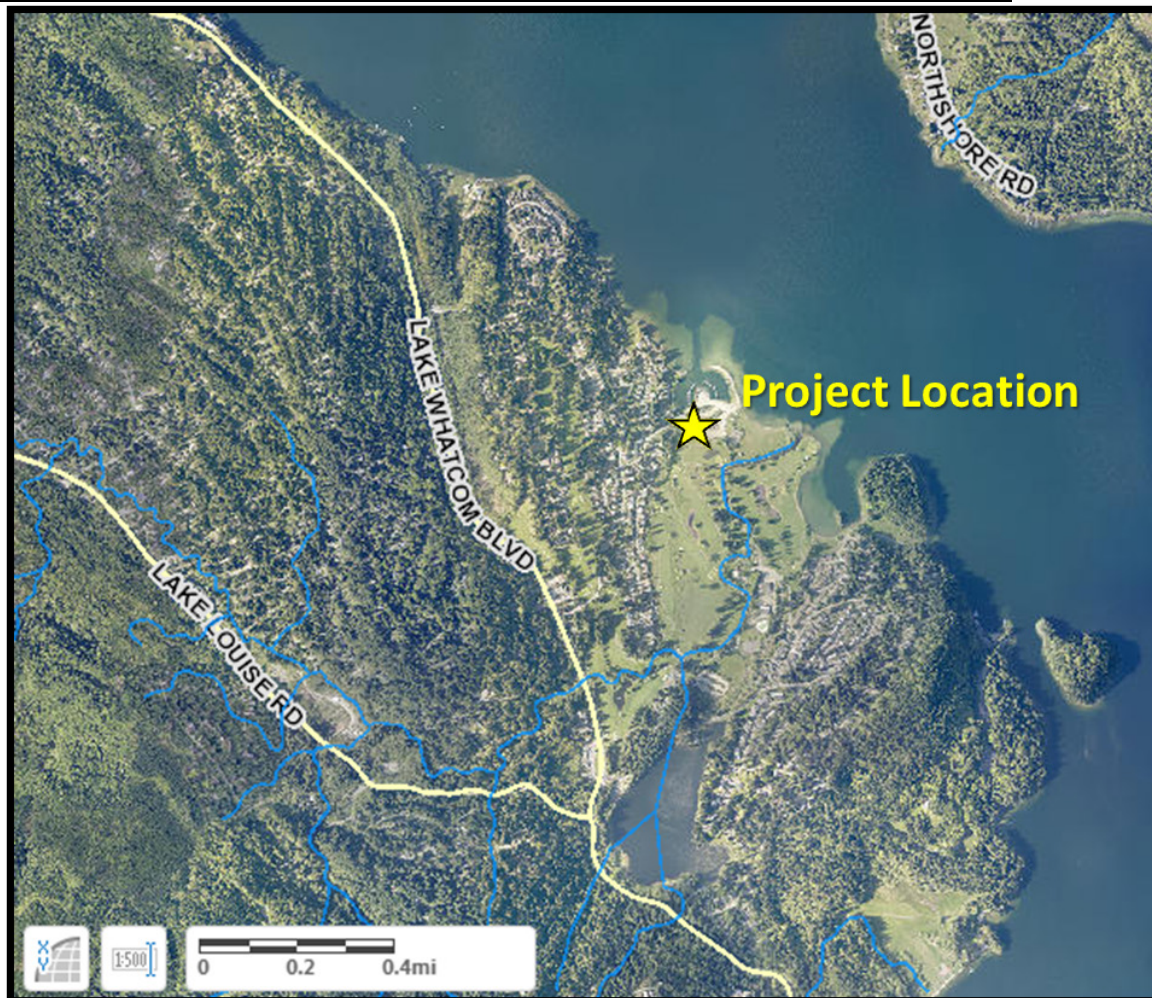 NORTHSHORE RD
LAKE WHATCOM BLVD
Project Location
LAKE LOUISE RD
X
Y
1:500
0 0.2 0.4mi